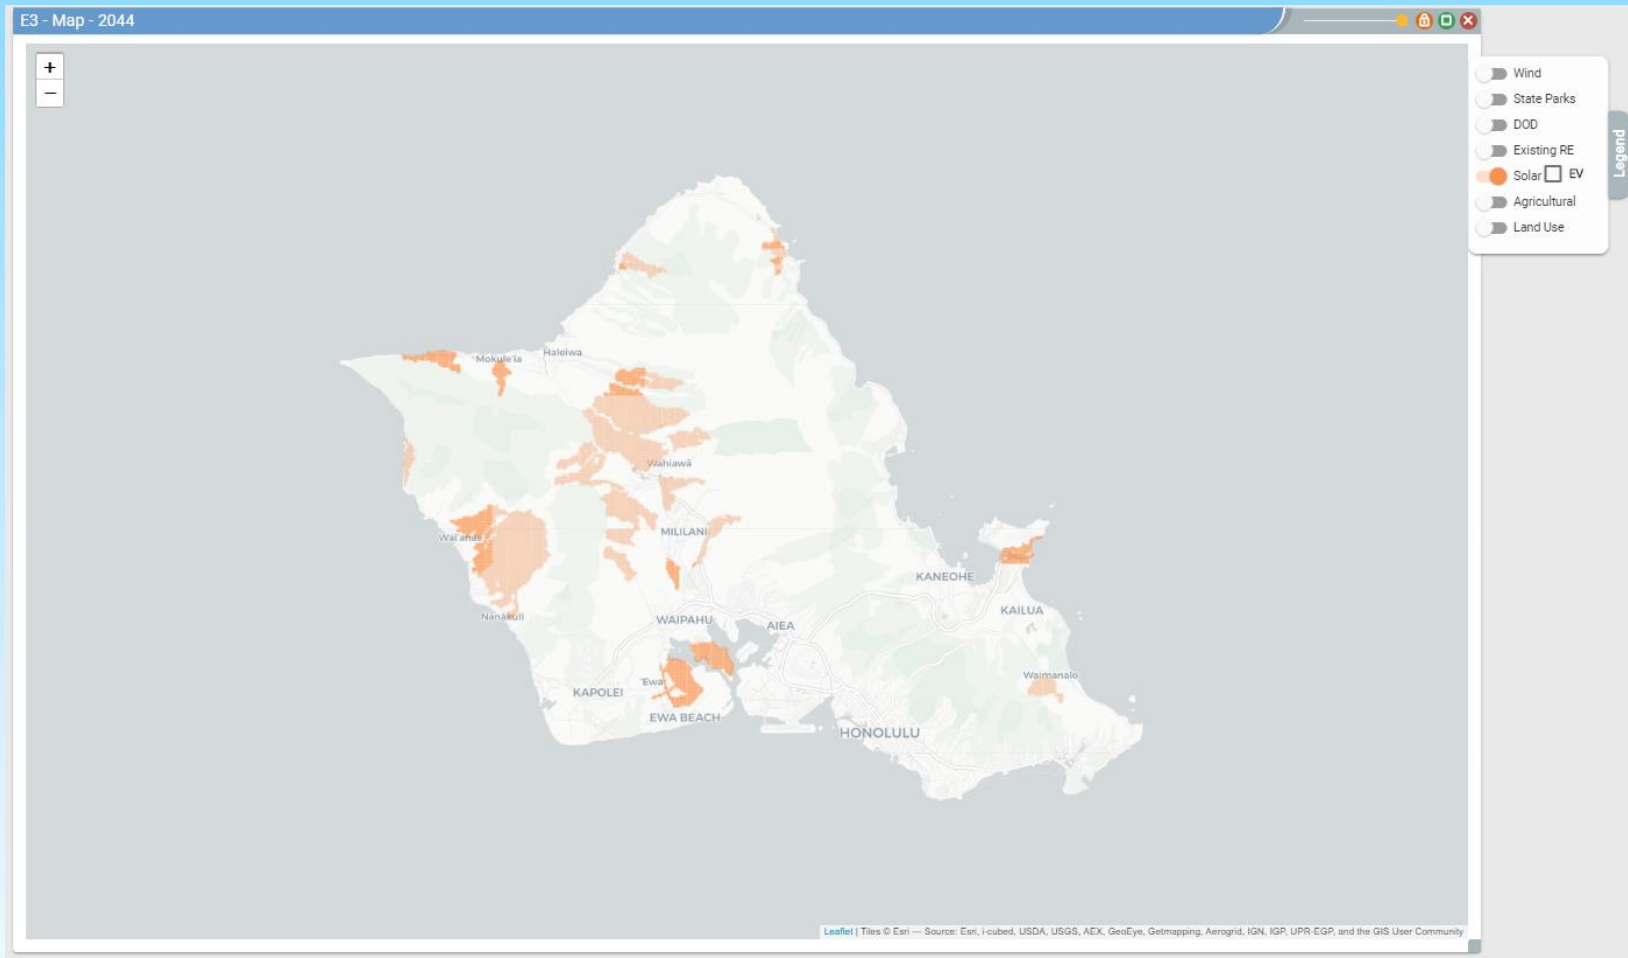 E3 - Map - 2044
+
−
Wind
State Parks
DOD
Existing RE
Solar EV
Agricultural
Land Use
Legend
Mokule'ia
Haleiwa
Wahiawā
MILILANI
Wai'anae
KANEOHE
KAILUA
Nānākuli
WAIPAHU
AIEA
Waimanalo
'Ewa
KAPOLEI
EWA BEACH
HONOLULU
Leaflet | Tiles © Esri — Source: Esri, i-cubed, USDA, USGS, AEX, GeoEye, Getmapping, Aerogrid, IGN, IGP, UPR-EGP, and the GIS User Community